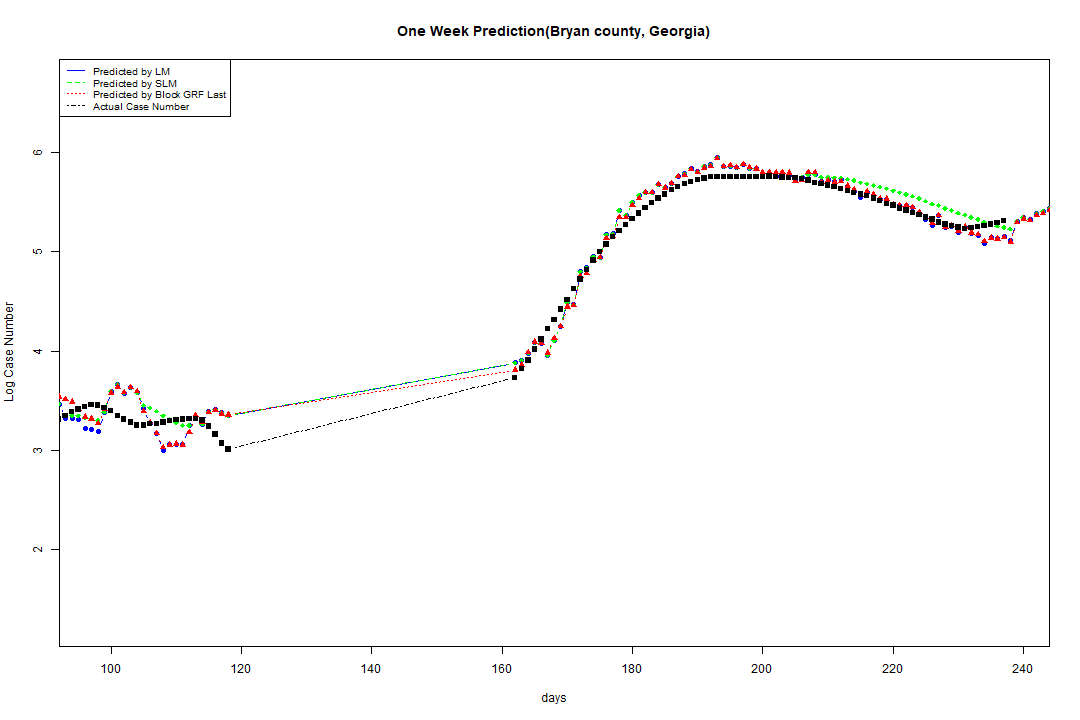 One Week Prediction(Bryan county, Georgia)
Predicted by LM
Predicted by SLM
Predicted by Block GRF Last
Actual Case Number
6
5
4
3
2
Log Case Number
100 120 140 160 180 200 220 240
days